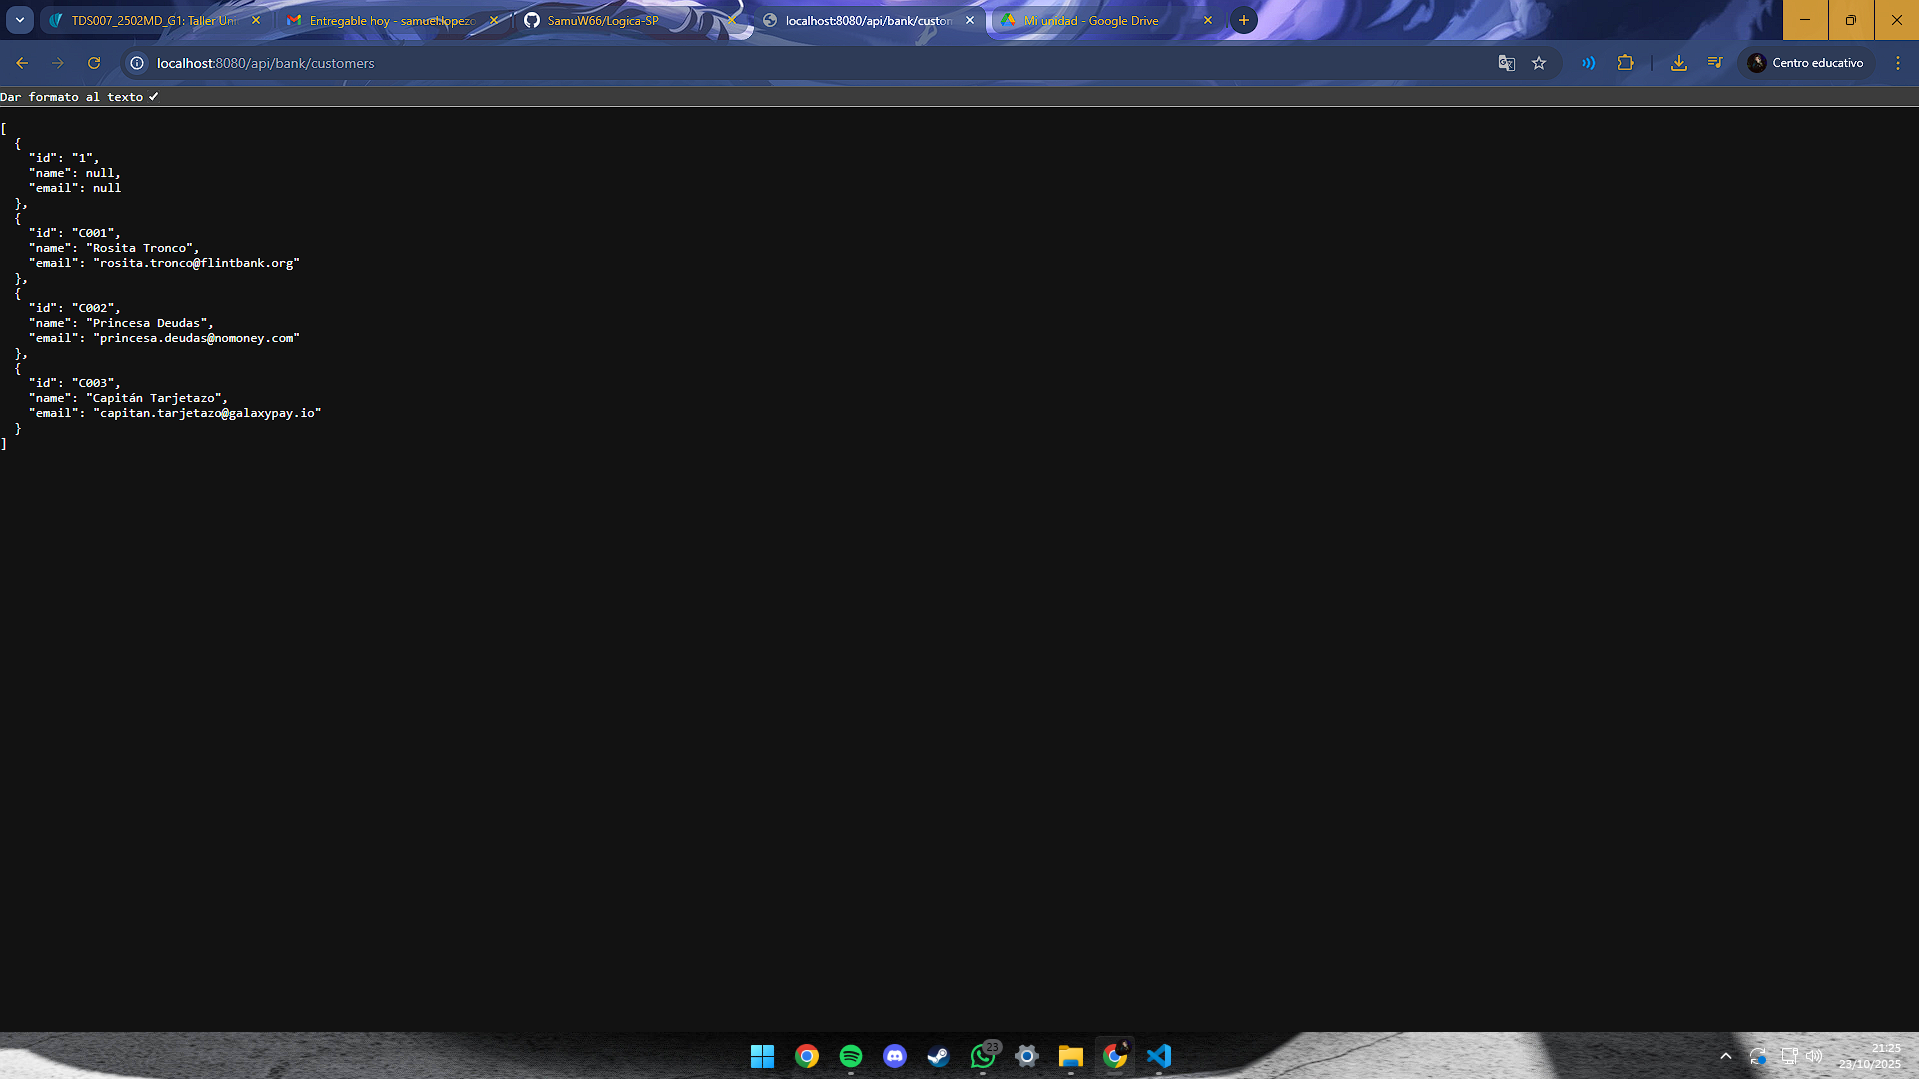 TDS007_2502MD_G1: Taller Uni
Entregable hoy - samuel.lopezo
SamuW66/Logica-SP
localhost:8080/api/bank/custom
Mi unidad - Google Drive
localhost:8080/api/bank/customers
Centro educativo
Dar formato al texto ✔
[
  {
    "id": "1",
    "name": null,
    "email": null
  },
  {
    "id": "C001",
    "name": "Rosita Tronco",
    "email": "rosita.tronco@flintbank.org"
  },
  {
    "id": "C002",
    "name": "Princesa Deudas",
    "email": "princesa.deudas@nomoney.com"
  },
  {
    "id": "C003",
    "name": "Capitán Tarjetazo",
    "email": "capitan.tarjetazo@galaxypay.io"
  }
]
23
21:25
23/10/2025